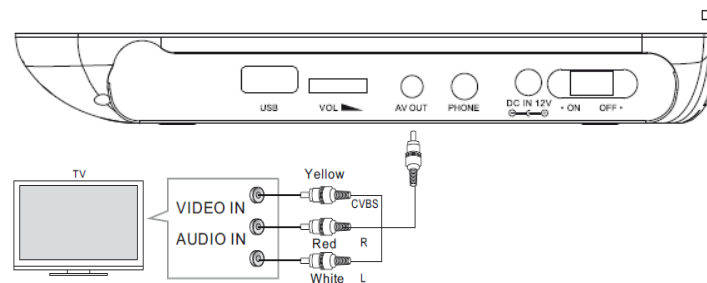 USB
VOL
AV OUT
PHONE
DC IN 12V
• ON
OFF •
TV
VIDEO IN
AUDIO IN
Yellow
CVBS
Red
R
White
L